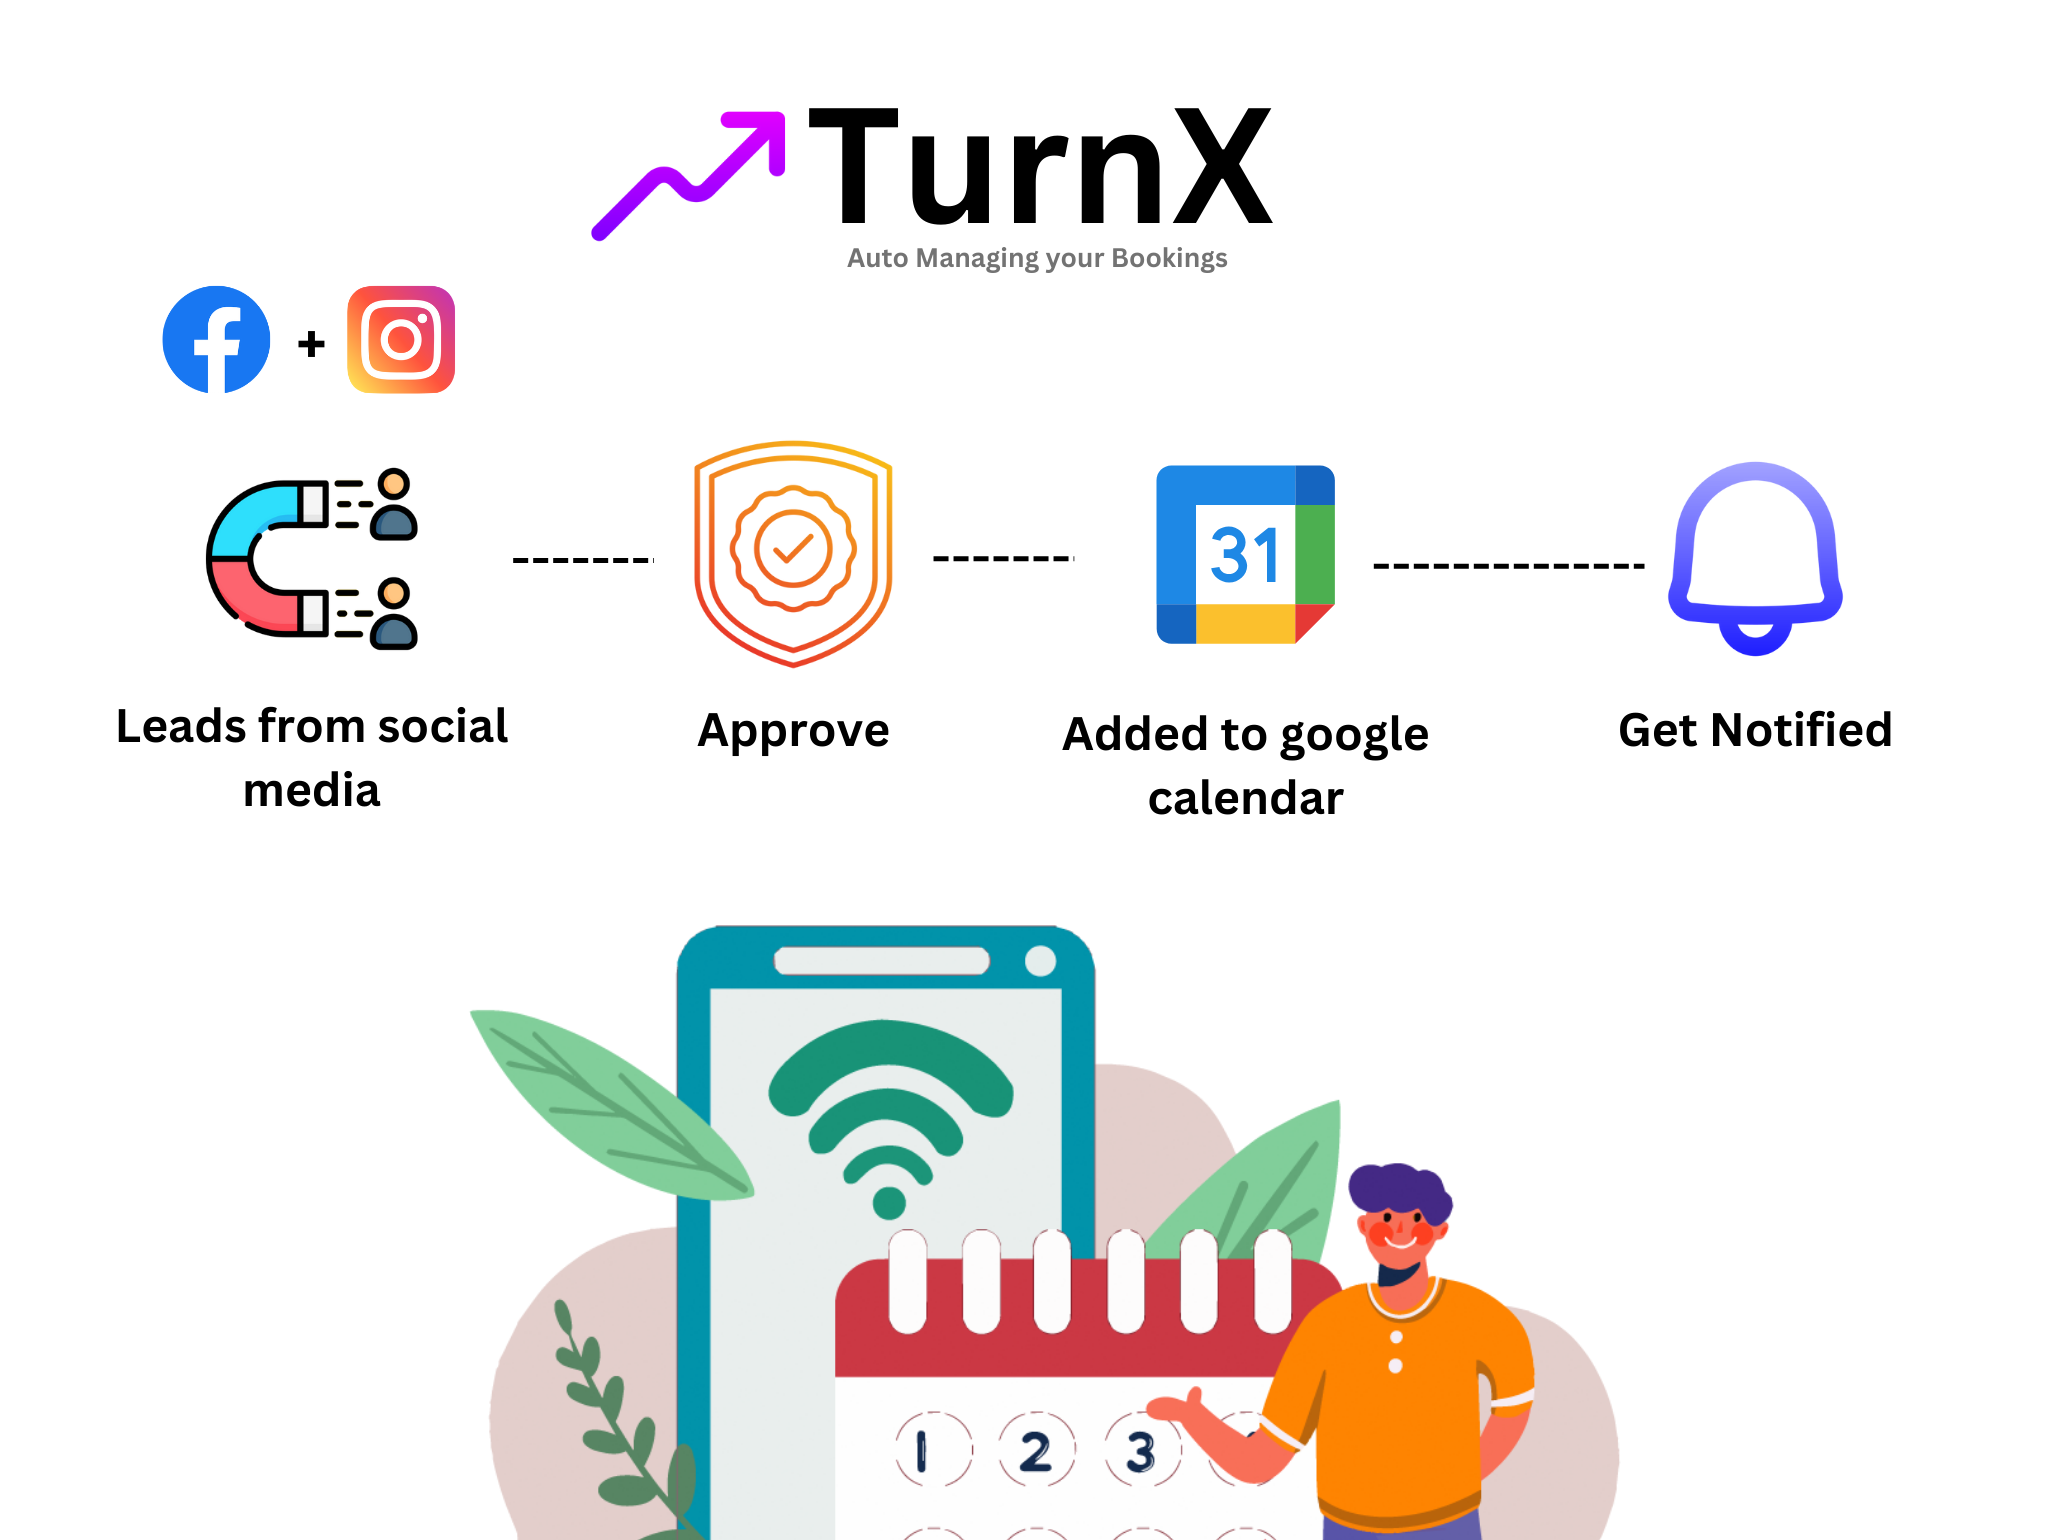 TurnX
Auto Managing your Bookings
+
31
Leads from social
media
Approve
Added to google
calendar
Get Notified
1 2 3